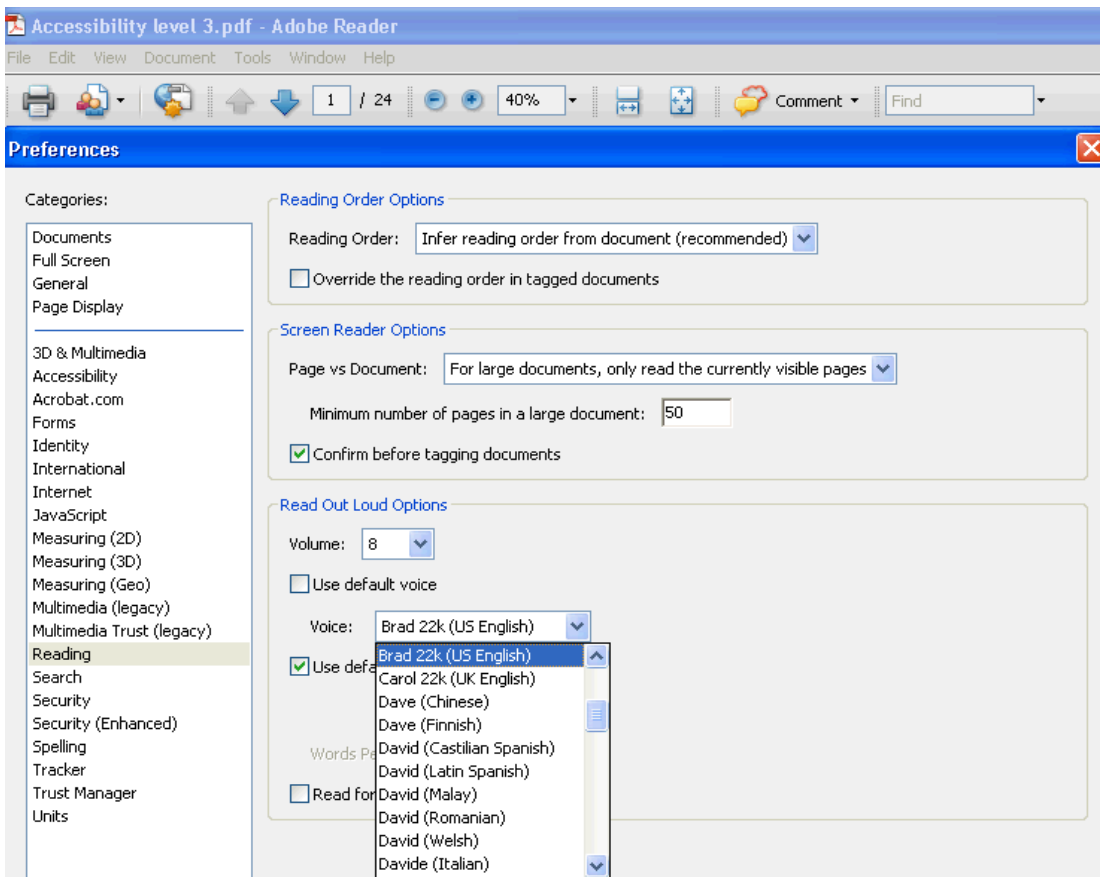 Accessibility level 3.pdf - Adobe Reader
File Edit View Document Tools Window Help
1 / 24 40% Comment Find
Preferences
Categories:
Documents
Full Screen
General
Page Display
3D & Multimedia
Accessibility
Acrobat.com
Forms
Identity
International
Internet
JavaScript
Measuring (2D)
Measuring (3D)
Measuring (Geo)
Multimedia (legacy)
Multimedia Trust (legacy)
Reading
Search
Security
Security (Enhanced)
Spelling
Tracker
Trust Manager
Units
Reading Order Options
Reading Order: Infer reading order from document (recommended)
Override the reading order in tagged documents
Screen Reader Options
Page vs Document: For large documents, only read the currently visible pages
Minimum number of pages in a large document: 50
Confirm before tagging documents
Read Out Loud Options
Volume: 8
Use default voice
Voice: Brad 22k (US English)
Brad 22k (US English)
Use defa
Carol 22k (UK English)
Dave (Chinese)
Dave (Finnish)
David (Castilian Spanish)
Words Pe
David (Latin Spanish)
David (Malay)
Read for
David (Romanian)
David (Welsh)
Davide (Italian)